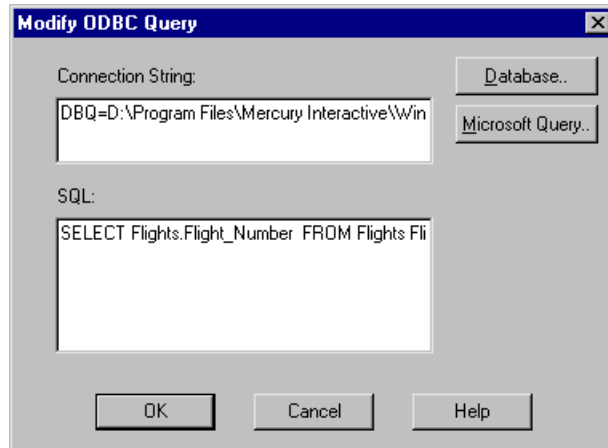 Modify ODBC Query
Connection String:
Database..
DBQ=D:\Program Files\Mercury Interactive\Win
Microsoft Query..
SQL:
SELECT Flights.Flight_Number FROM Flights Fli
OK Cancel Help